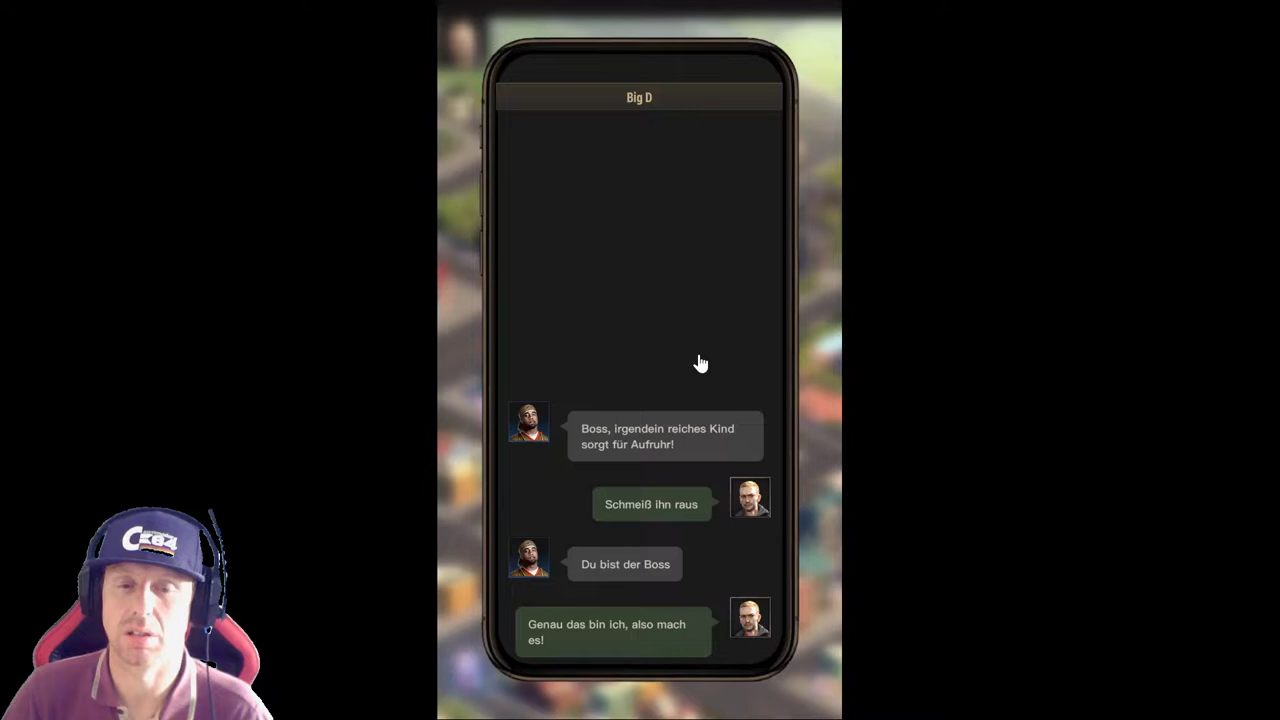 Big D
Boss, irgendein reiches Kind
sorgt für Aufruhr!
Schmeiß ihn raus
Du bist der Boss
Genau das bin ich, also mach
es!
C64